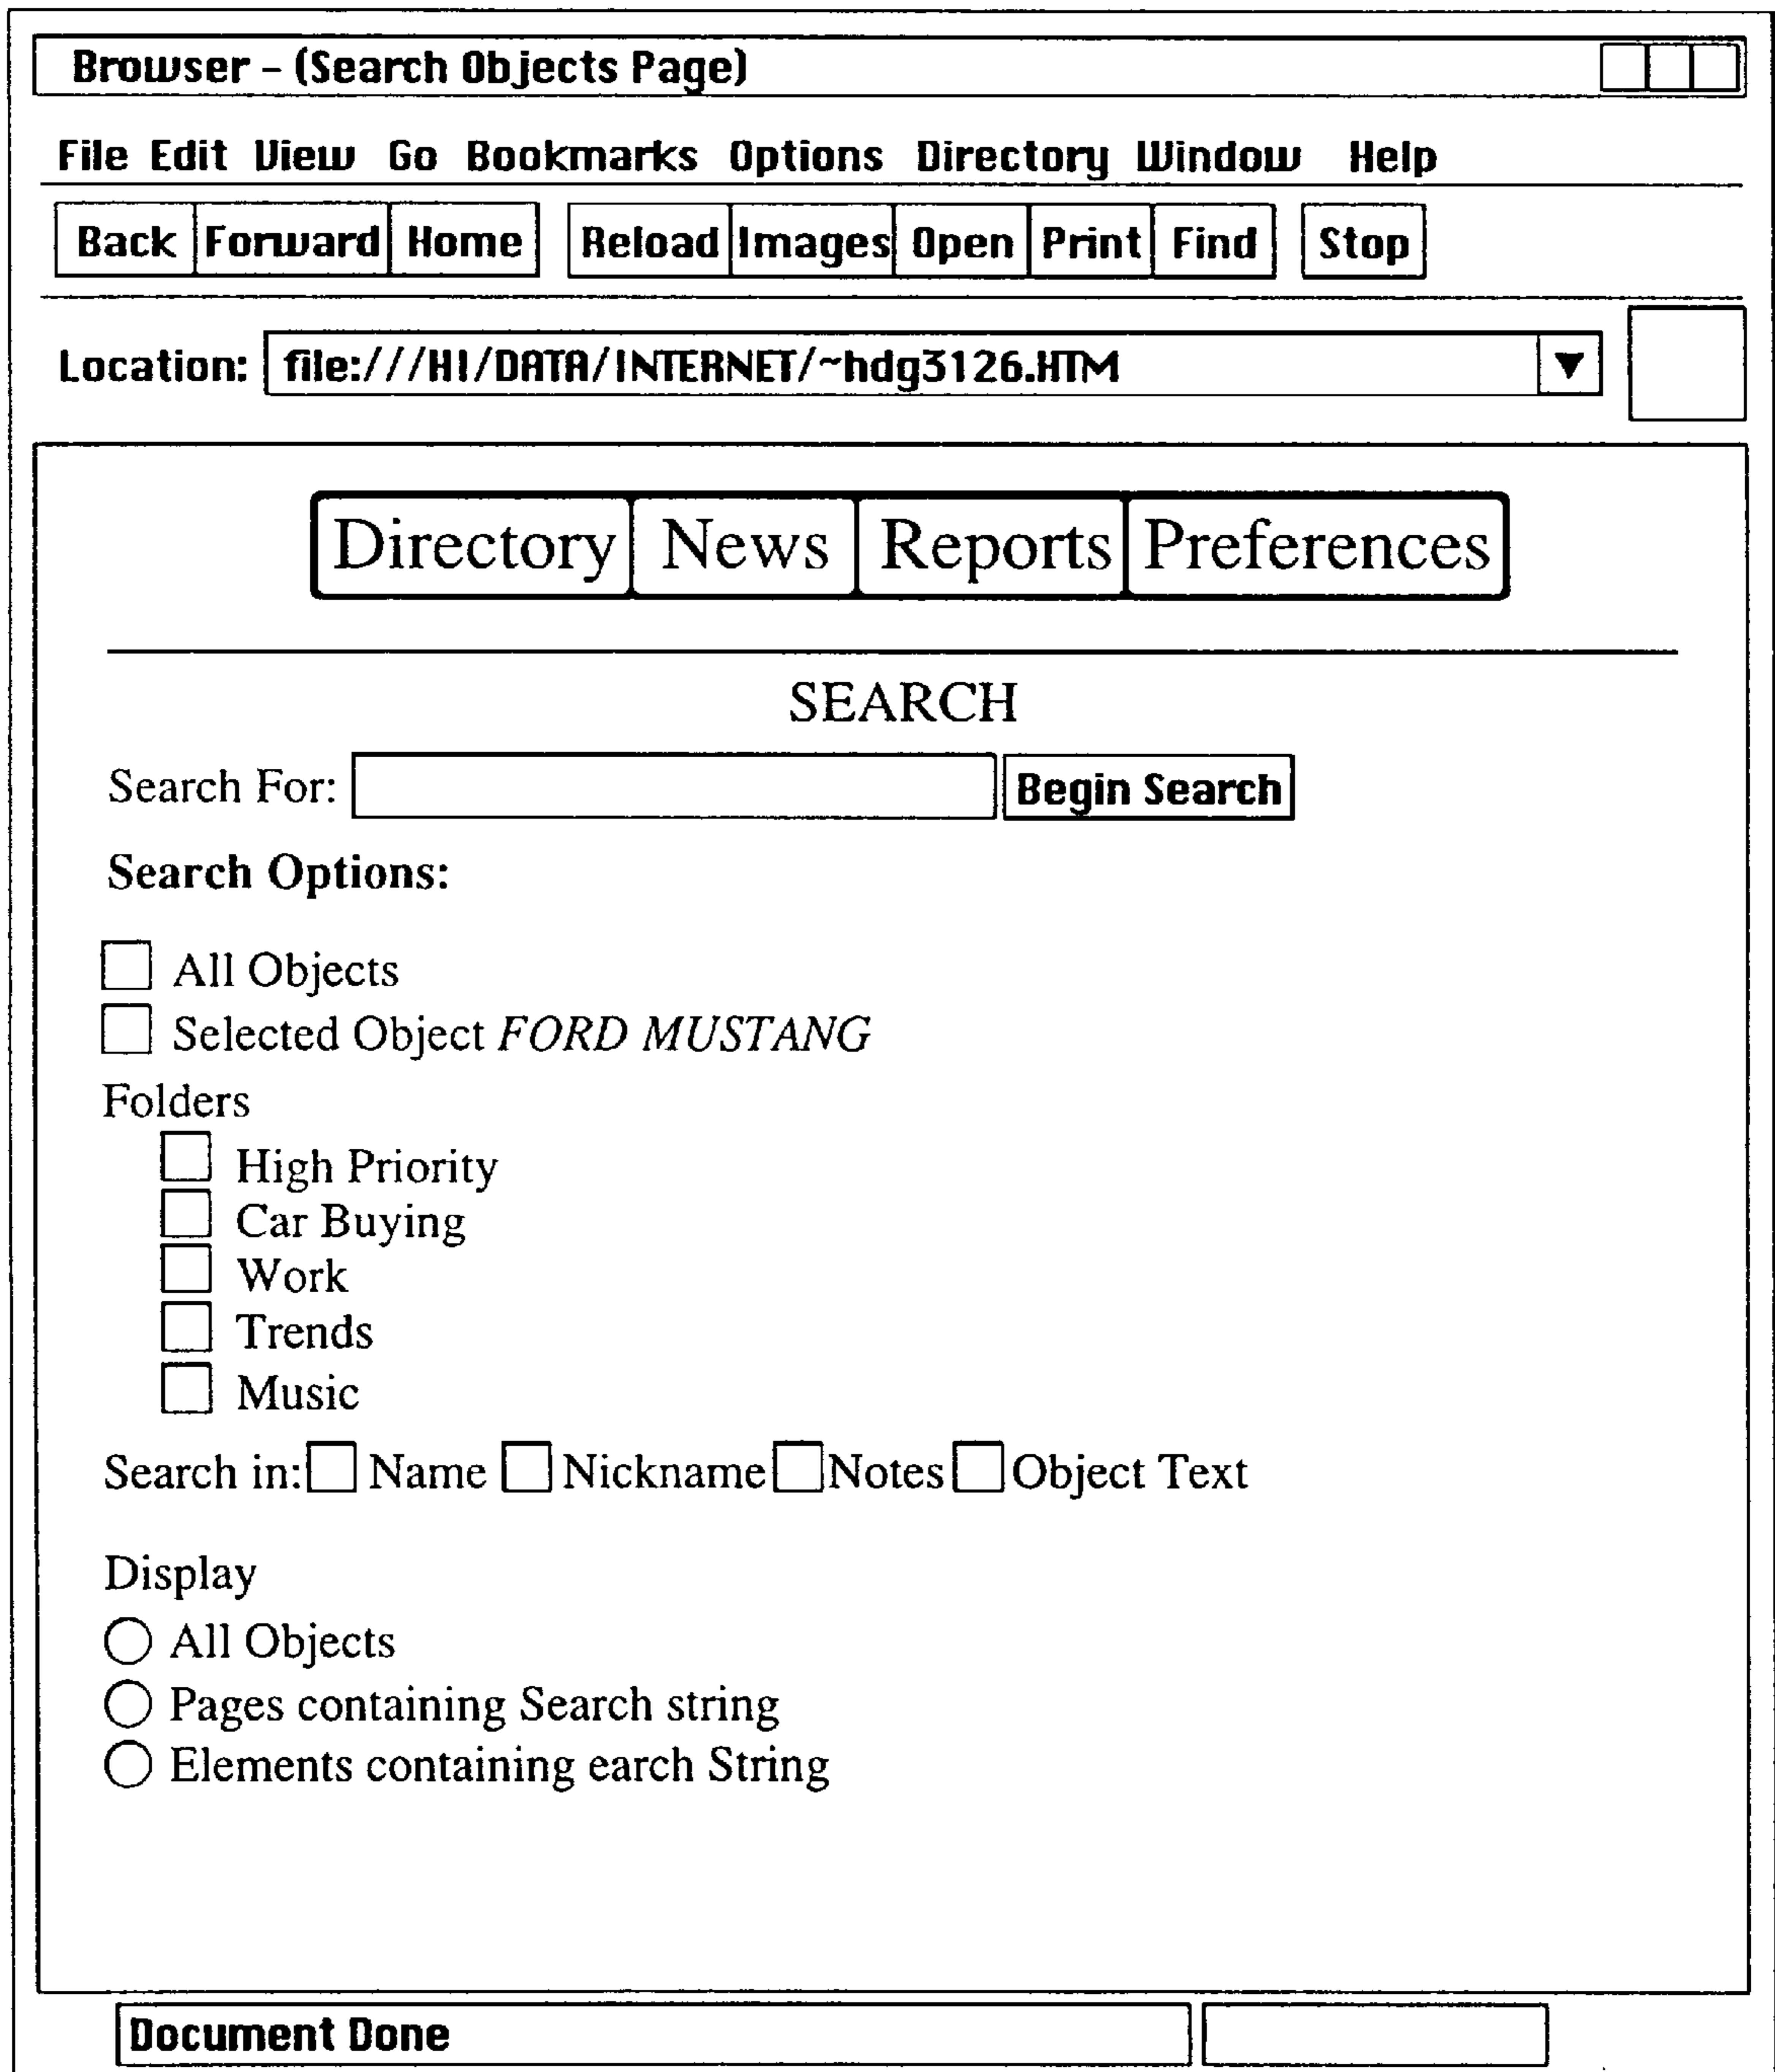 Browser - (Search Objects Page)
File Edit View Go Bookmarks Options Directory Window Help
Back Forward Home Reload Images Open Print Find Stop
Location: file:///HI/DATA/INTERNET/~hdg3126.HTM
Directory News Reports Preferences
SEARCH
Search For: Begin Search
Search Options:
All Objects
Selected Object FORD MUSTANG
Folders
High Priority
Car Buying
Work
Trends
Music
Search in: Name Nickname Notes Object Text
Display
All Objects
Pages containing Search string
Elements containing earch String
Document Done